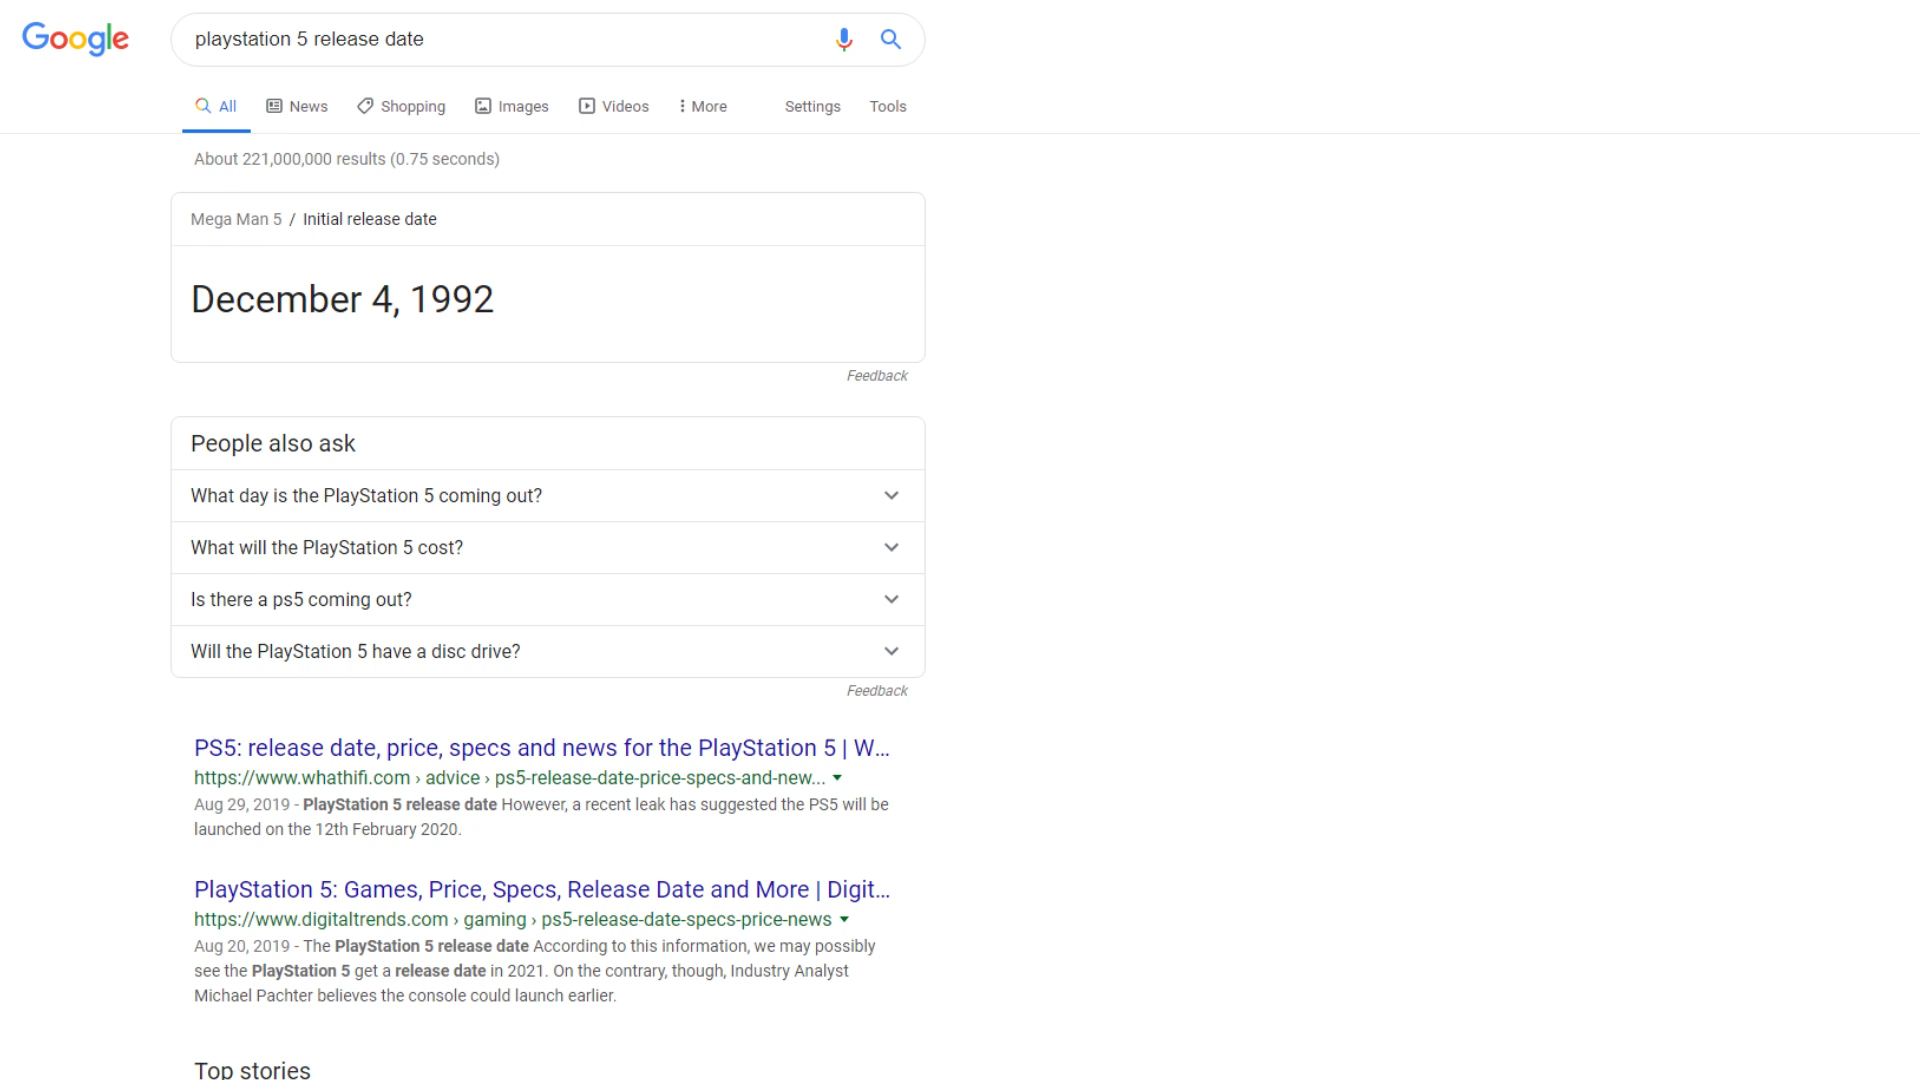 Google
playstation 5 release date
All News Shopping Images Videos More Settings Tools
About 221,000,000 results (0.75 seconds)
Mega Man 5 / Initial release date
December 4, 1992
Feedback
People also ask
What day is the PlayStation 5 coming out?
What will the PlayStation 5 cost?
Is there a ps5 coming out?
Will the PlayStation 5 have a disc drive?
Feedback
PS5: release date, price, specs and news for the PlayStation 5 | W...
https://www.whathifi.com › advice › ps5-release-date-price-specs-and-new...
Aug 29, 2019 - PlayStation 5 release date However, a recent leak has suggested the PS5 will be
launched on the 12th February 2020.
PlayStation 5: Games, Price, Specs, Release Date and More | Digit...
https://www.digitaltrends.com › gaming › ps5-release-date-specs-price-news
Aug 20, 2019 - The PlayStation 5 release date According to this information, we may possibly
see the PlayStation 5 get a release date in 2021. On the contrary, though, Industry Analyst
Michael Pachter believes the console could launch earlier.
Top stories